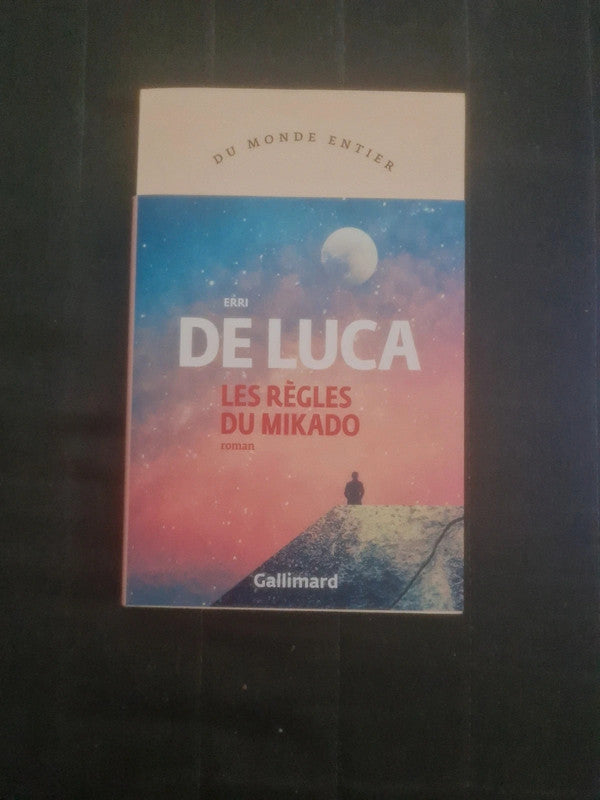 DU MONDE ENTIER
ERRI
DE LUCA
LES RÈGLES
DU MIKADO
roman
Gallimard